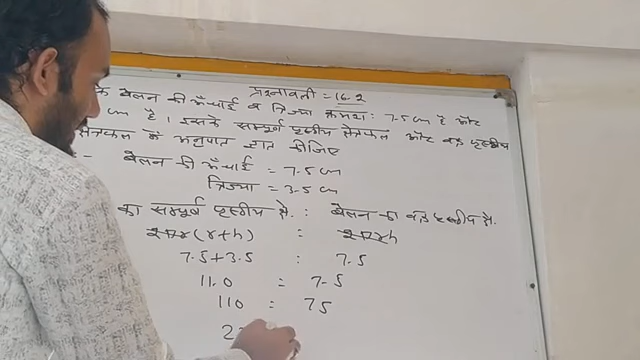 प्रश्नावली = 16.2
बेलन की ऊँचाई व त्रिज्या क्रमशः 7.5 cm है और
cm है। इसके सम्पूर्ण पृष्ठीय क्षेत्रफल और वक्र पृष्ठीय
क्षेत्रफल में अनुपात ज्ञात कीजिए
- बेलन की ऊँचाई = 7.5 cm
त्रिज्या = 3.5 cm
का सम्पूर्ण पृष्ठीय क्षे. : बेलन का वक्र पृष्ठीय क्षे.
2πr(r+h) : 2πrh
7.5+3.5 : 7.5
11.0 = 7.5
110 = 75